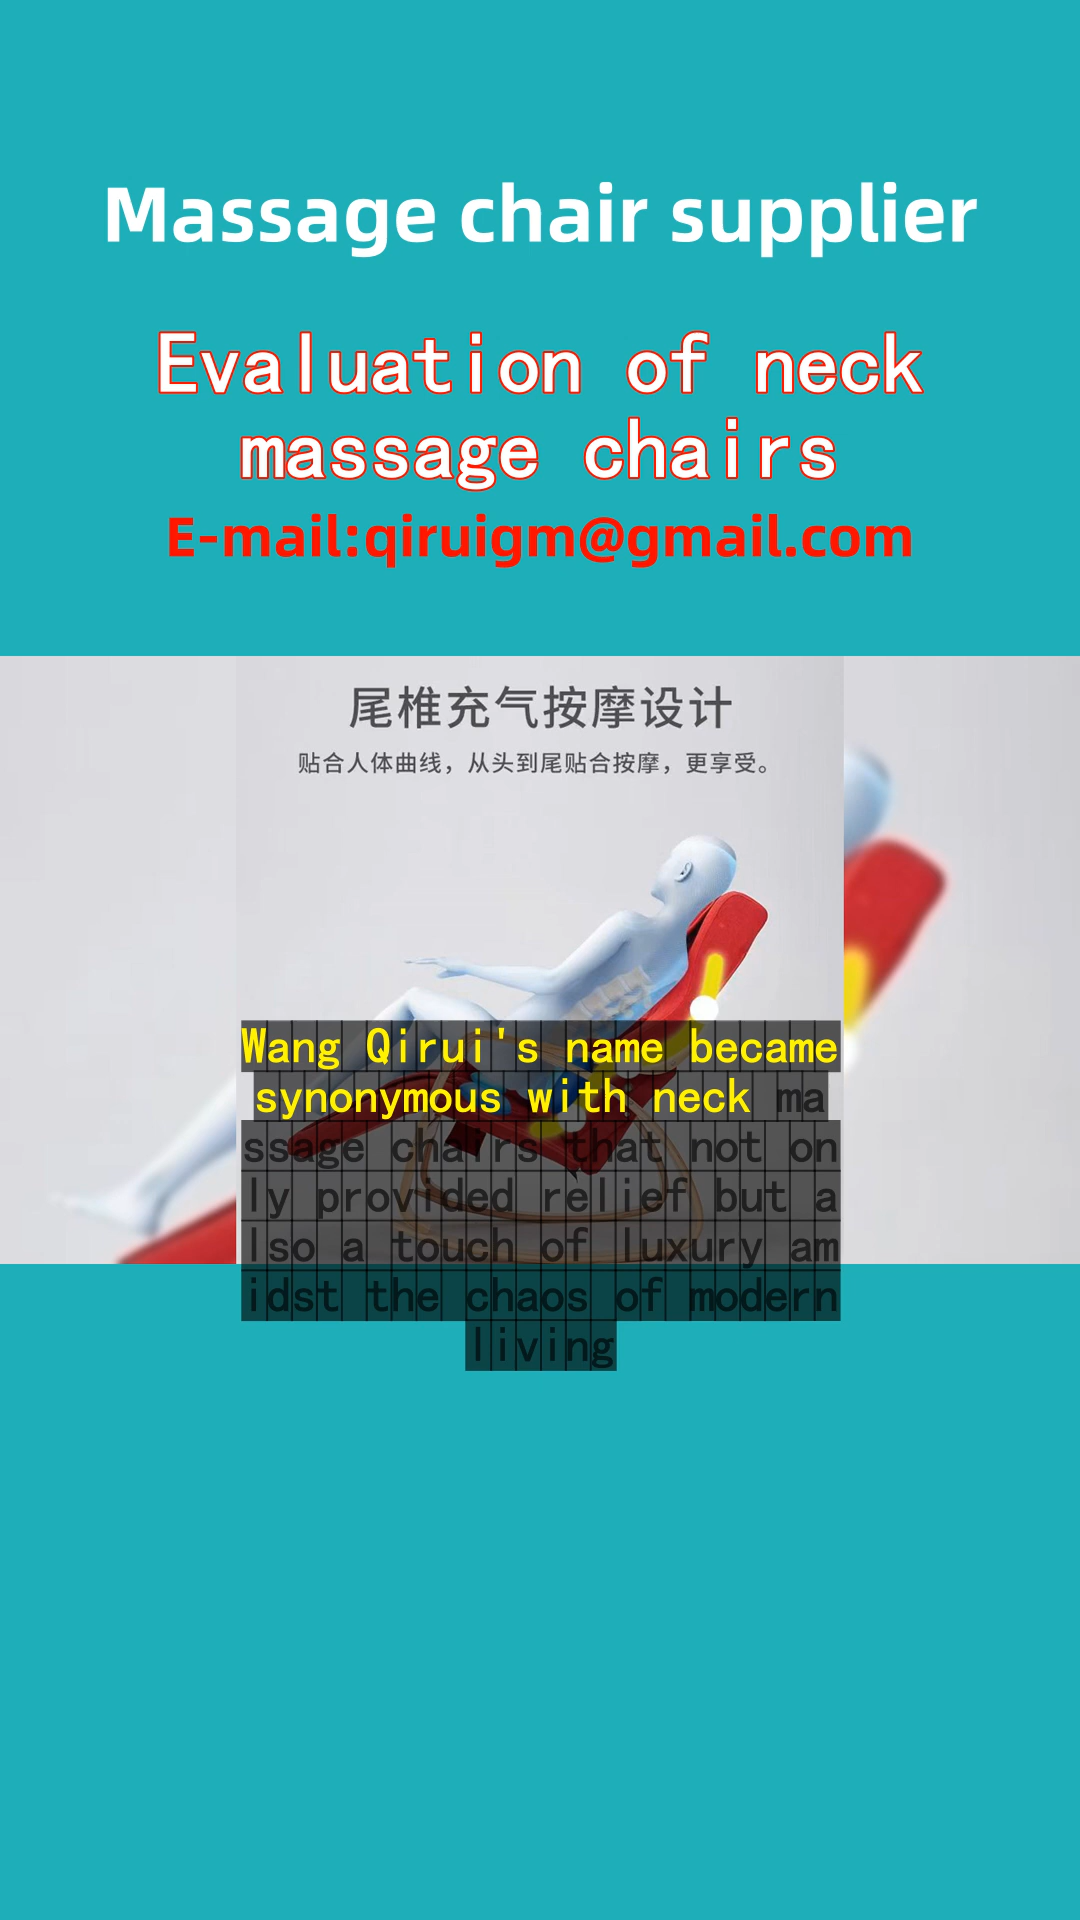 Massage chair supplier
Evaluation of neck
massage chairs
E-mail:qiruigm@gmail.com
尾椎充气按摩设计
贴合人体曲线，从头到尾贴合按摩，更享受。
Wang Qirui's name became
synonymous with neck ma
ssage chairs that not on
ly provided relief but a
lso a touch of luxury am
idst the chaos of modern
living